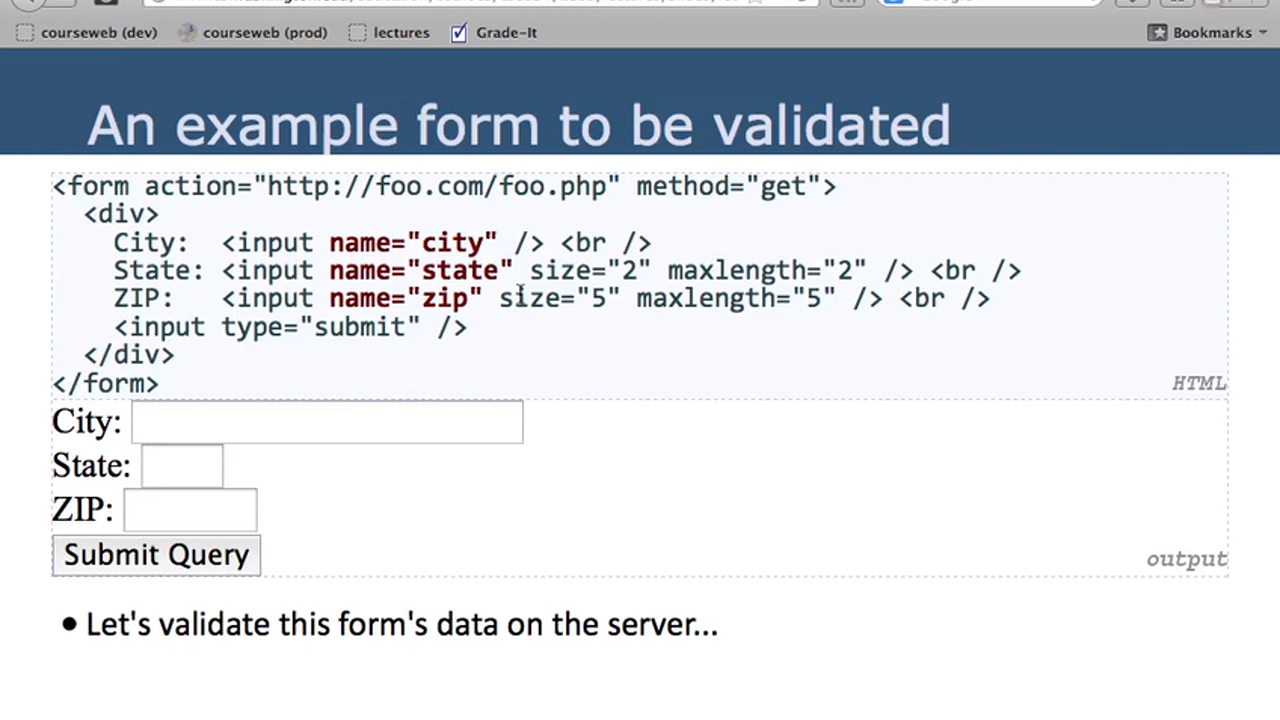 courseweb (dev) courseweb (prod) lectures Grade-It Bookmarks
An example form to be validated
<form action="http://foo.com/foo.php" method="get">
<div>
City: <input name="city" /> <br />
State: <input name="state" size="2" maxlength="2" /> <br />
ZIP: <input name="zip" size="5" maxlength="5" /> <br />
<input type="submit" />
</div>
</form>
HTML
City:
State:
ZIP:
Submit Query
output
• Let's validate this form's data on the server...